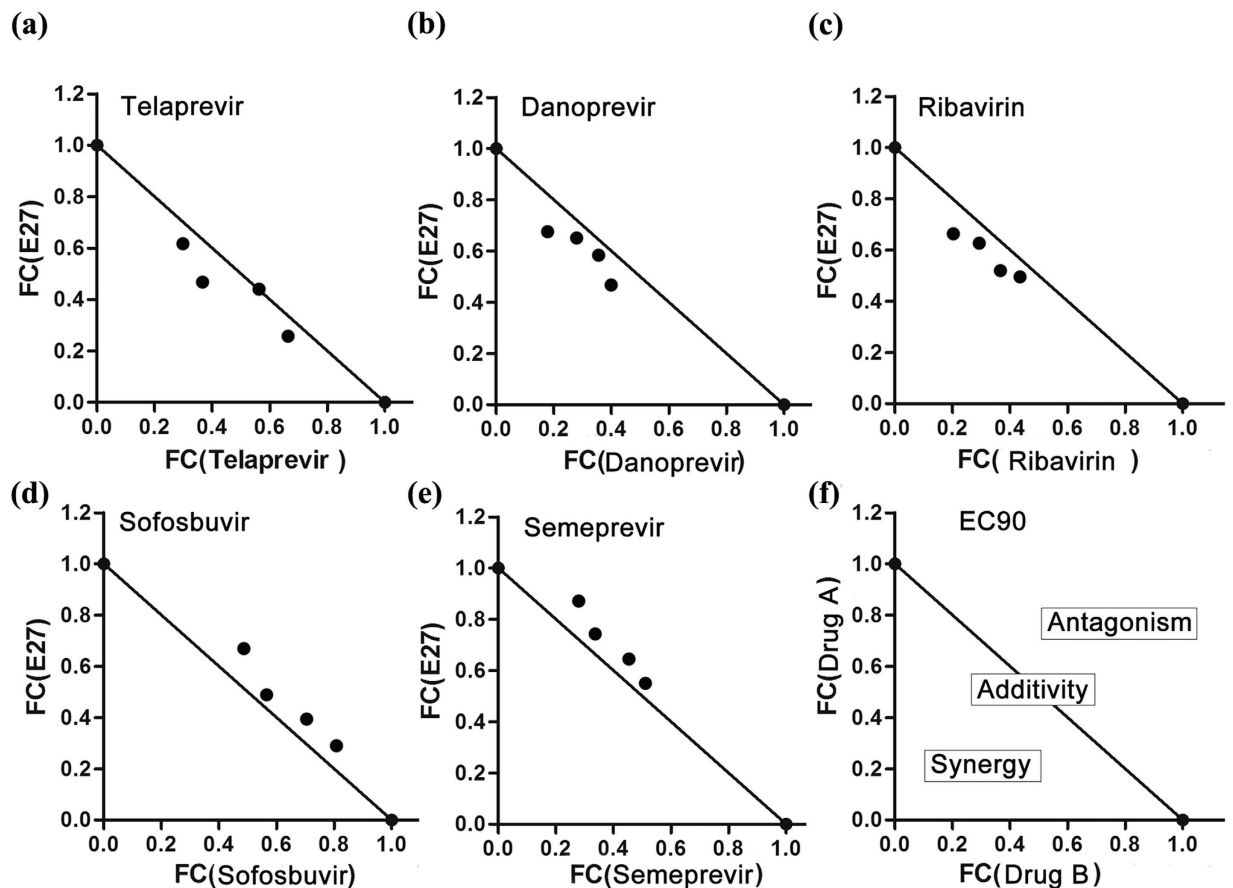 (a)
(b)
(c)
Telaprevir
Danoprevir
Ribavirin
1.2
1.0
0.8
0.6
0.4
0.2
0.0
FC(E27)
0.0 0.2 0.4 0.6 0.8 1.0
FC(Telaprevir )
1.2
1.0
0.8
0.6
0.4
0.2
0.0
FC(E27)
0.0 0.2 0.4 0.6 0.8 1.0
FC(Danoprevir)
1.2
1.0
0.8
0.6
0.4
0.2
0.0
FC(E27)
0.0 0.2 0.4 0.6 0.8 1.0
FC( Ribavirin )
(d)
(e)
(f)
Sofosbuvir
Semeprevir
EC90
1.2
1.0
0.8
0.6
0.4
0.2
0.0
FC(E27)
0.0 0.2 0.4 0.6 0.8 1.0
FC(Sofosbuvir)
1.2
1.0
0.8
0.6
0.4
0.2
0.0
FC(E27)
0.0 0.2 0.4 0.6 0.8 1.0
FC(Semeprevir)
1.2
1.0
0.8
0.6
0.4
0.2
0.0
FC(Drug A)
Antagonism
Additivity
Synergy
0.0 0.2 0.4 0.6 0.8 1.0
FC(Drug B)